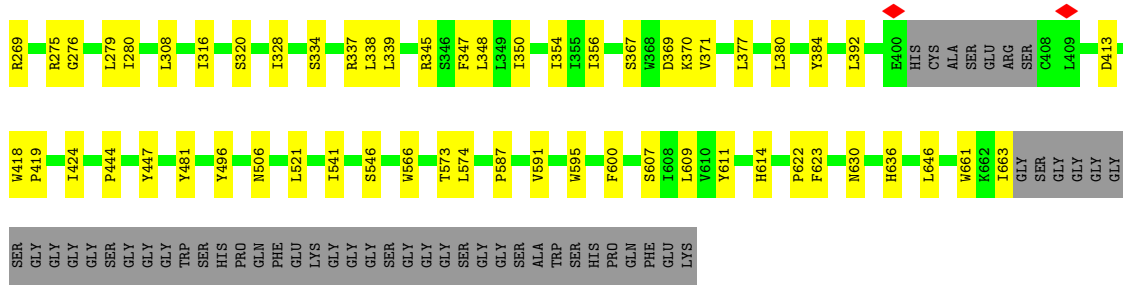 R269 R275 G276 L279 I280 L308 I316 S320 I328 S334 R337 L338 L339 R345 S346 F347 L348 L349 I350 I354 I355 I356 S367 W368 D369 K370 V371 L377 L380 Y384 L392 E400 HIS CYS ALA SER GLU ARG SER C408 L409 D413
W418 P419 I424 P444 Y447 Y481 Y496 N506 L521 I541 S546 W566 T573 L574 P587 V591 W595 F600 S607 I608 L609 V610 Y611 H614 P622 F623 N630 H636 L646 W661 K662 I663 GLY SER GLY GLY GLY GLY
SER GLY GLY GLY GLY SER GLY GLY GLY TRP SER HIS PRO GLN PHE GLU LYS GLY GLY GLY SER GLY GLY GLY GLY SER GLY GLY SER ALA TRP SER HIS PRO GLN PHE GLU LYS